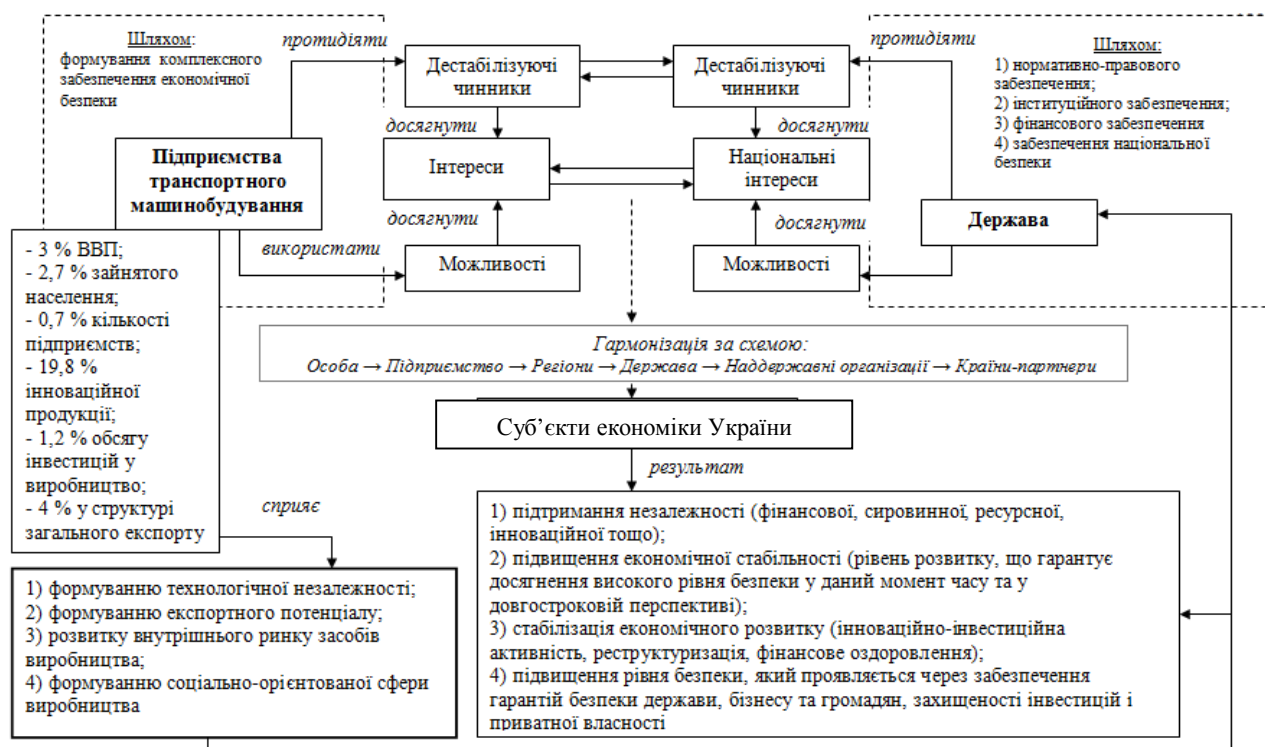 Шляхом:
формування комплексного
забезпечення економічної
безпеки
протидіяти
Дестабілізуючі
чинники
Дестабілізуючі
чинники
протидіяти
Шляхом:
1) нормативно-правового
забезпечення;
2) інституційного забезпечення;
3) фінансового забезпечення
4) забезпечення національної
безпеки
досягнути
досягнути
Підприємства
транспортного
машинобудування
Інтереси
Національні
інтереси
Держава
досягнути
досягнути
використати
Можливості
Можливості
- 3 % ВВП;
- 2,7 % зайнятого
населення;
- 0,7 % кількості
підприємств;
- 19,8 %
інноваційної
продукції;
- 1,2 % обсягу
інвестицій у
виробництво;
- 4 % у структурі
загального експорту
Гармонізація за схемою:
Особа → Підприємство → Регіони → Держава → Наддержавні організації → Країни-партнери
Суб’єкти економіки України
результат
сприяє
1) підтримання незалежності (фінансової, сировинної, ресурсної,
інноваційної тощо);
2) підвищення економічної стабільності (рівень розвитку, що гарантує
досягнення високого рівня безпеки у даний момент часу та у
довгостроковій перспективі);
3) стабілізація економічного розвитку (інноваційно-інвестиційна
активність, реструктуризація, фінансове оздоровлення);
4) підвищення рівня безпеки, який проявляється через забезпечення
гарантій безпеки держави, бізнесу та громадян, захищеності інвестицій і
приватної власності
1) формуванню технологічної незалежності;
2) формуванню експортного потенціалу;
3) розвитку внутрішнього ринку засобів
виробництва;
4) формуванню соціально-орієнтованої сфери
виробництва